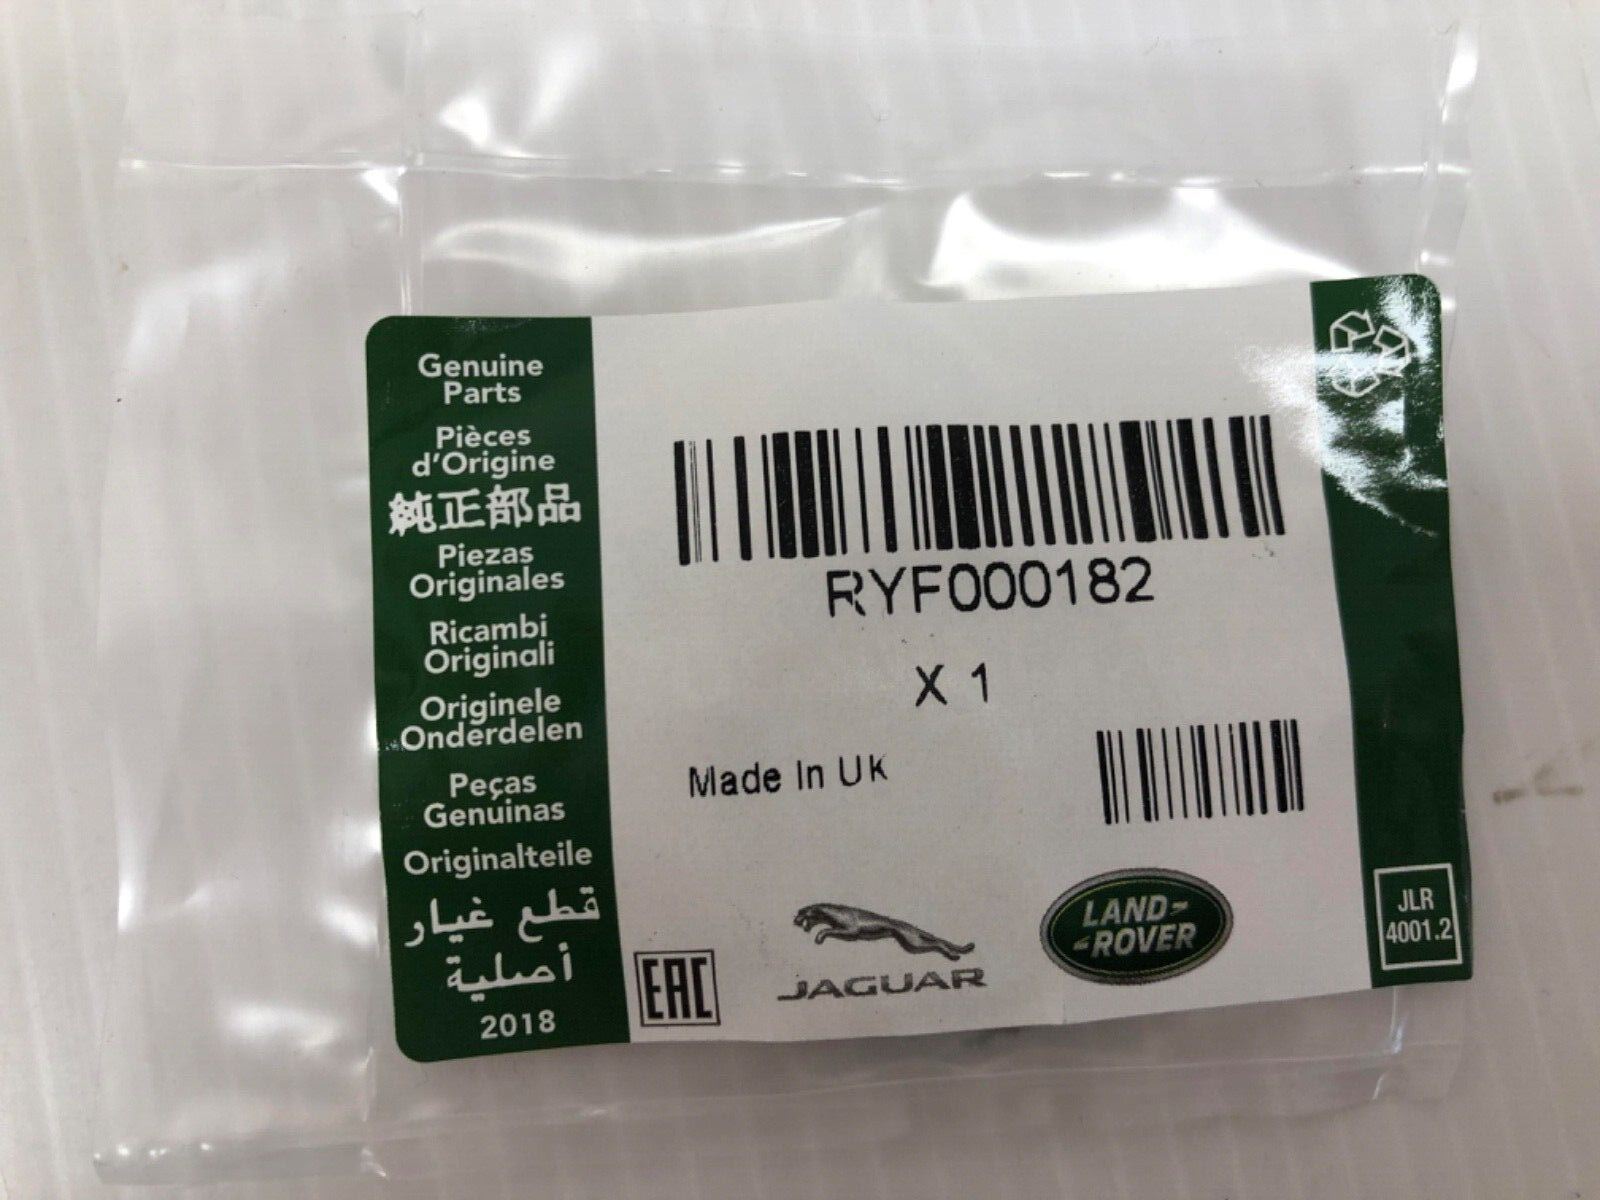 Genuine
Parts
Pièces
d'Origine
純正部品
Piezas
Originales
Ricambi
Originali
Originele
Onderdelen
Peças
Genuinas
Originalteile
قطع غيار
أصلية
2018
RYF000182
X 1
Made In UK
EAC
JAGUAR
LAND-
-ROVER
JLR
4001.2